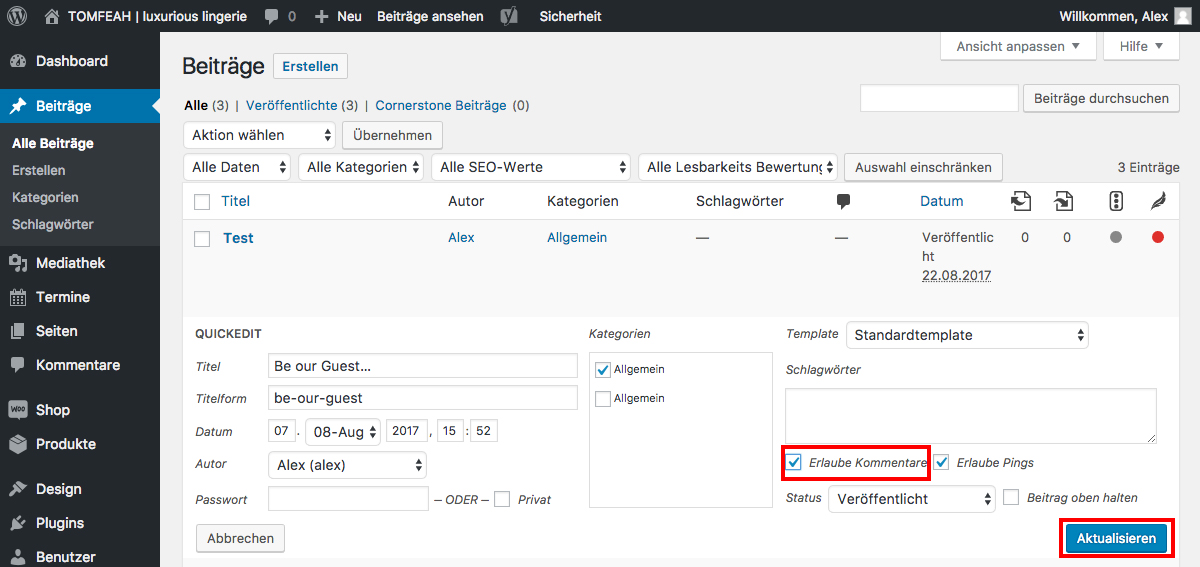 TOMFEAH | luxurious lingerie 0 Neu Beiträge ansehen Sicherheit Willkommen, Alex
Dashboard
Beiträge
Alle Beiträge
Erstellen
Kategorien
Schlagwörter
Mediathek
Termine
Seiten
Kommentare
WOO Shop
Produkte
Design
Plugins
Benutzer
Ansicht anpassen Hilfe
Beiträge Erstellen
Alle (3) | Veröffentlichte (3) | Cornerstone Beiträge (0)
Beiträge durchsuchen
Aktion wählen Übernehmen
Alle Daten Alle Kategorien Alle SEO-Werte Alle Lesbarkeits Bewertung Auswahl einschränken 3 Einträge
Titel Autor Kategorien Schlagwörter Datum
Test Alex Allgemein — — Veröffentlic 0 0
ht
22.08.2017
QUICKEDIT
Titel Be our Guest...
Titelform be-our-guest
Datum 07 . 08-Aug 2017 , 15 : 52
Autor Alex (alex)
Passwort – ODER – Privat
Kategorien
Allgemein
Allgemein
Template Standardtemplate
Schlagwörter
Erlaube Kommentare Erlaube Pings
Status Veröffentlicht Beitrag oben halten
Abbrechen Aktualisieren